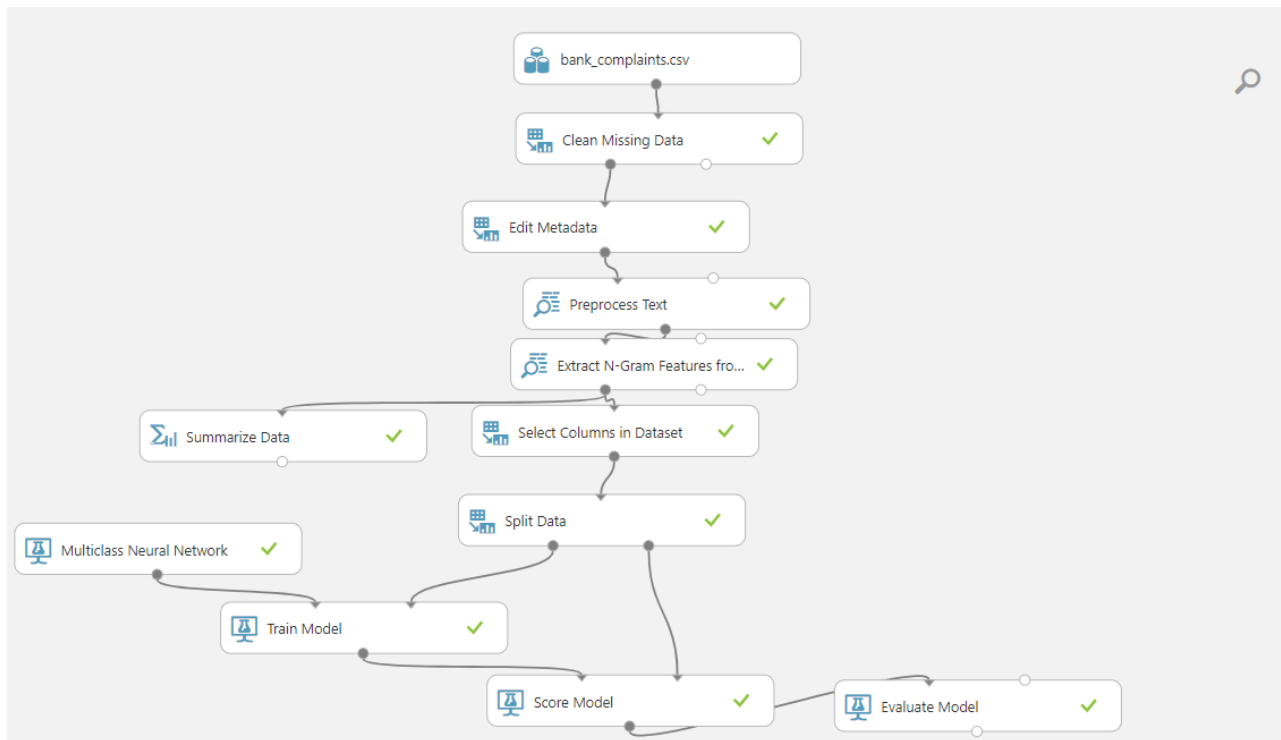 bank_complaints.csv
Clean Missing Data
Edit Metadata
Preprocess Text
Extract N-Gram Features fro...
Summarize Data
Select Columns in Dataset
Split Data
Multiclass Neural Network
Train Model
Score Model
Evaluate Model